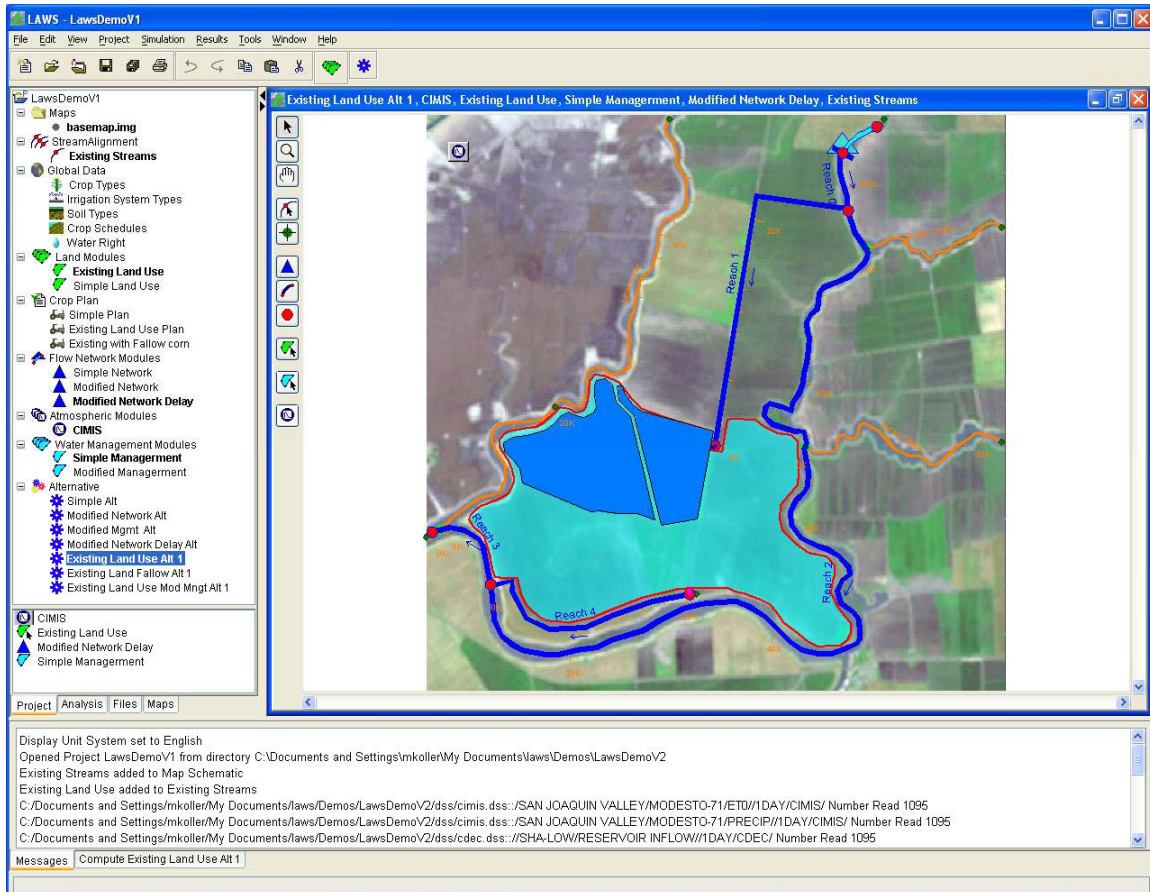 LAWS - LawsDemoV1
File Edit View Project Simulation Results Tools Window Help
LawsDemoV1
Maps
basemap.img
StreamAlignment
Existing Streams
Global Data
Crop Types
Irrigation System Types
Soil Types
Crop Schedules
Water Right
Land Modules
Existing Land Use
Simple Land Use
Crop Plan
Simple Plan
Existing Land Use Plan
Existing with Fallow corn
Flow Network Modules
Simple Network
Modified Network
Modified Network Delay
Atmospheric Modules
CIMIS
Water Management Modules
Simple Managerment
Modified Managerment
Alternative
Simple Alt
Modified Network Alt
Modified Mgmt Alt
Modified Network Delay Alt
Existing Land Use Alt 1
Existing Land Fallow Alt 1
Existing Land Use Mod Mngt Alt 1
CIMIS
Existing Land Use
Modified Network Delay
Simple Managerment
Project Analysis Files Maps
Existing Land Use Alt 1, CIMIS, Existing Land Use, Simple Managerment, Modified Network Delay, Existing Streams
Reach 0
Reach 1
20K
40K
20K
Reach 3
0K
Reach 4
Reach 2
40K
20K
Display Unit System set to English
Opened Project LawsDemoV1 from directory C:\Documents and Settings\mkoller\My Documents\laws\Demos\LawsDemoV2
Existing Streams added to Map Schematic
Existing Land Use added to Existing Streams
C:/Documents and Settings/mkoller/My Documents/laws/Demos/LawsDemoV2/dss/cimis.dss::/SAN JOAQUIN VALLEY/MODESTO-71/ET0//1DAY/CIMIS/ Number Read 1095
C:/Documents and Settings/mkoller/My Documents/laws/Demos/LawsDemoV2/dss/cimis.dss::/SAN JOAQUIN VALLEY/MODESTO-71/PRECIP//1DAY/CIMIS/ Number Read 1095
C:/Documents and Settings/mkoller/My Documents/laws/Demos/LawsDemoV2/dss/cdec.dss:://SHA-LOW/RESERVOIR INFLOW//1DAY/CDEC/ Number Read 1095
Messages Compute Existing Land Use Alt 1